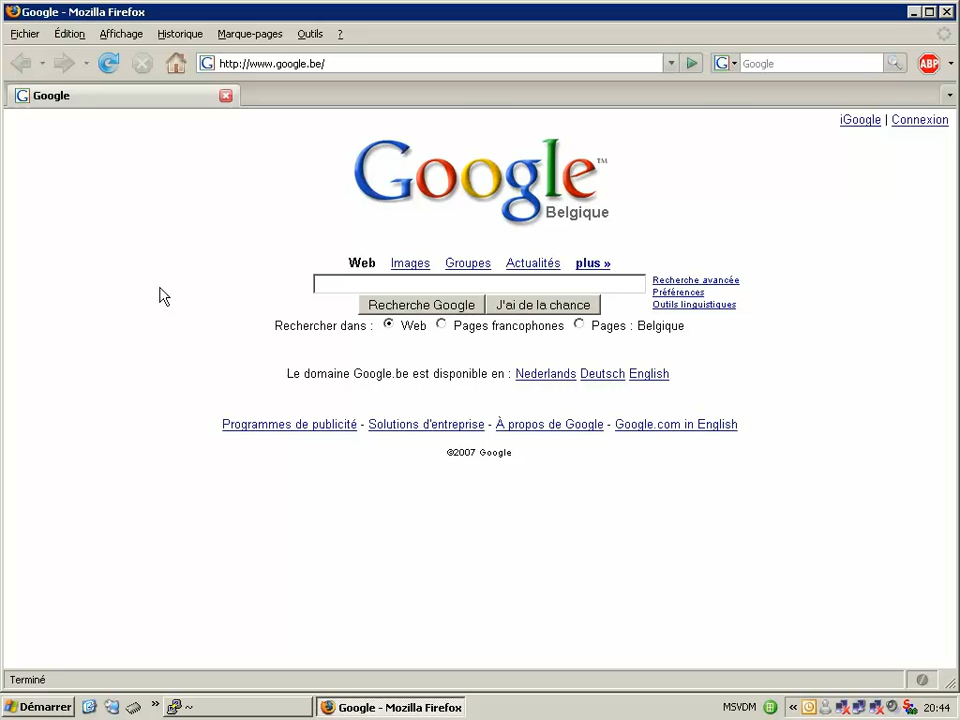 Google - Mozilla Firefox
Fichier Édition Affichage Historique Marque-pages Outils ?
http://www.google.be/ Google ABP
Google
iGoogle | Connexion
Google™
Belgique
Web Images Groupes Actualités plus »
Recherche avancée
Préférences
Outils linguistiques
Recherche Google J'ai de la chance
Rechercher dans : Web Pages francophones Pages : Belgique
Le domaine Google.be est disponible en : Nederlands Deutsch English
Programmes de publicité - Solutions d'entreprise - À propos de Google - Google.com in English
©2007 Google
Terminé
Démarrer » ~ Google - Mozilla Firefox MSVDM « 20:44